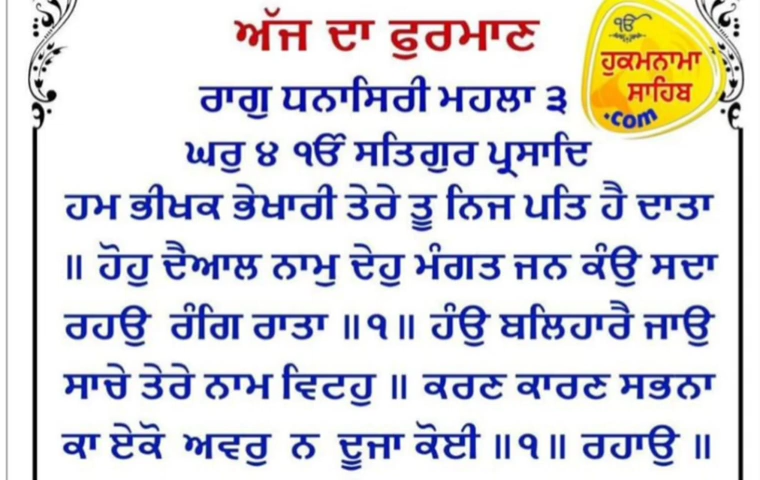 ਅੱਜ ਦਾ ਫੁਰਮਾਣ
ੴ
ਹੁਕਮਨਾਮਾ
ਸਾਹਿਬ
.com
ਰਾਗੁ ਧਨਾਸਿਰੀ ਮਹਲਾ ੩
ਘਰੁ ੪ ੴ ਸਤਿਗੁਰ ਪ੍ਰਸਾਦਿ
ਹਮ ਭੀਖਕ ਭੇਖਾਰੀ ਤੇਰੇ ਤੂ ਨਿਜ ਪਤਿ ਹੈ ਦਾਤਾ
॥ ਹੋਹੁ ਦੈਆਲ ਨਾਮੁ ਦੇਹੁ ਮੰਗਤ ਜਨ ਕੰਉ ਸਦਾ
ਰਹਉ ਰੰਗਿ ਰਾਤਾ ॥੧॥ ਹੰਉ ਬਲਿਹਾਰੈ ਜਾਉ
ਸਾਚੇ ਤੇਰੇ ਨਾਮ ਵਿਟਹੁ ॥ ਕਰਣ ਕਾਰਣ ਸਭਨਾ
ਕਾ ਏਕੋ ਅਵਰੁ ਨ ਦੂਜਾ ਕੋਈ ॥੧॥ ਰਹਾਉ ॥